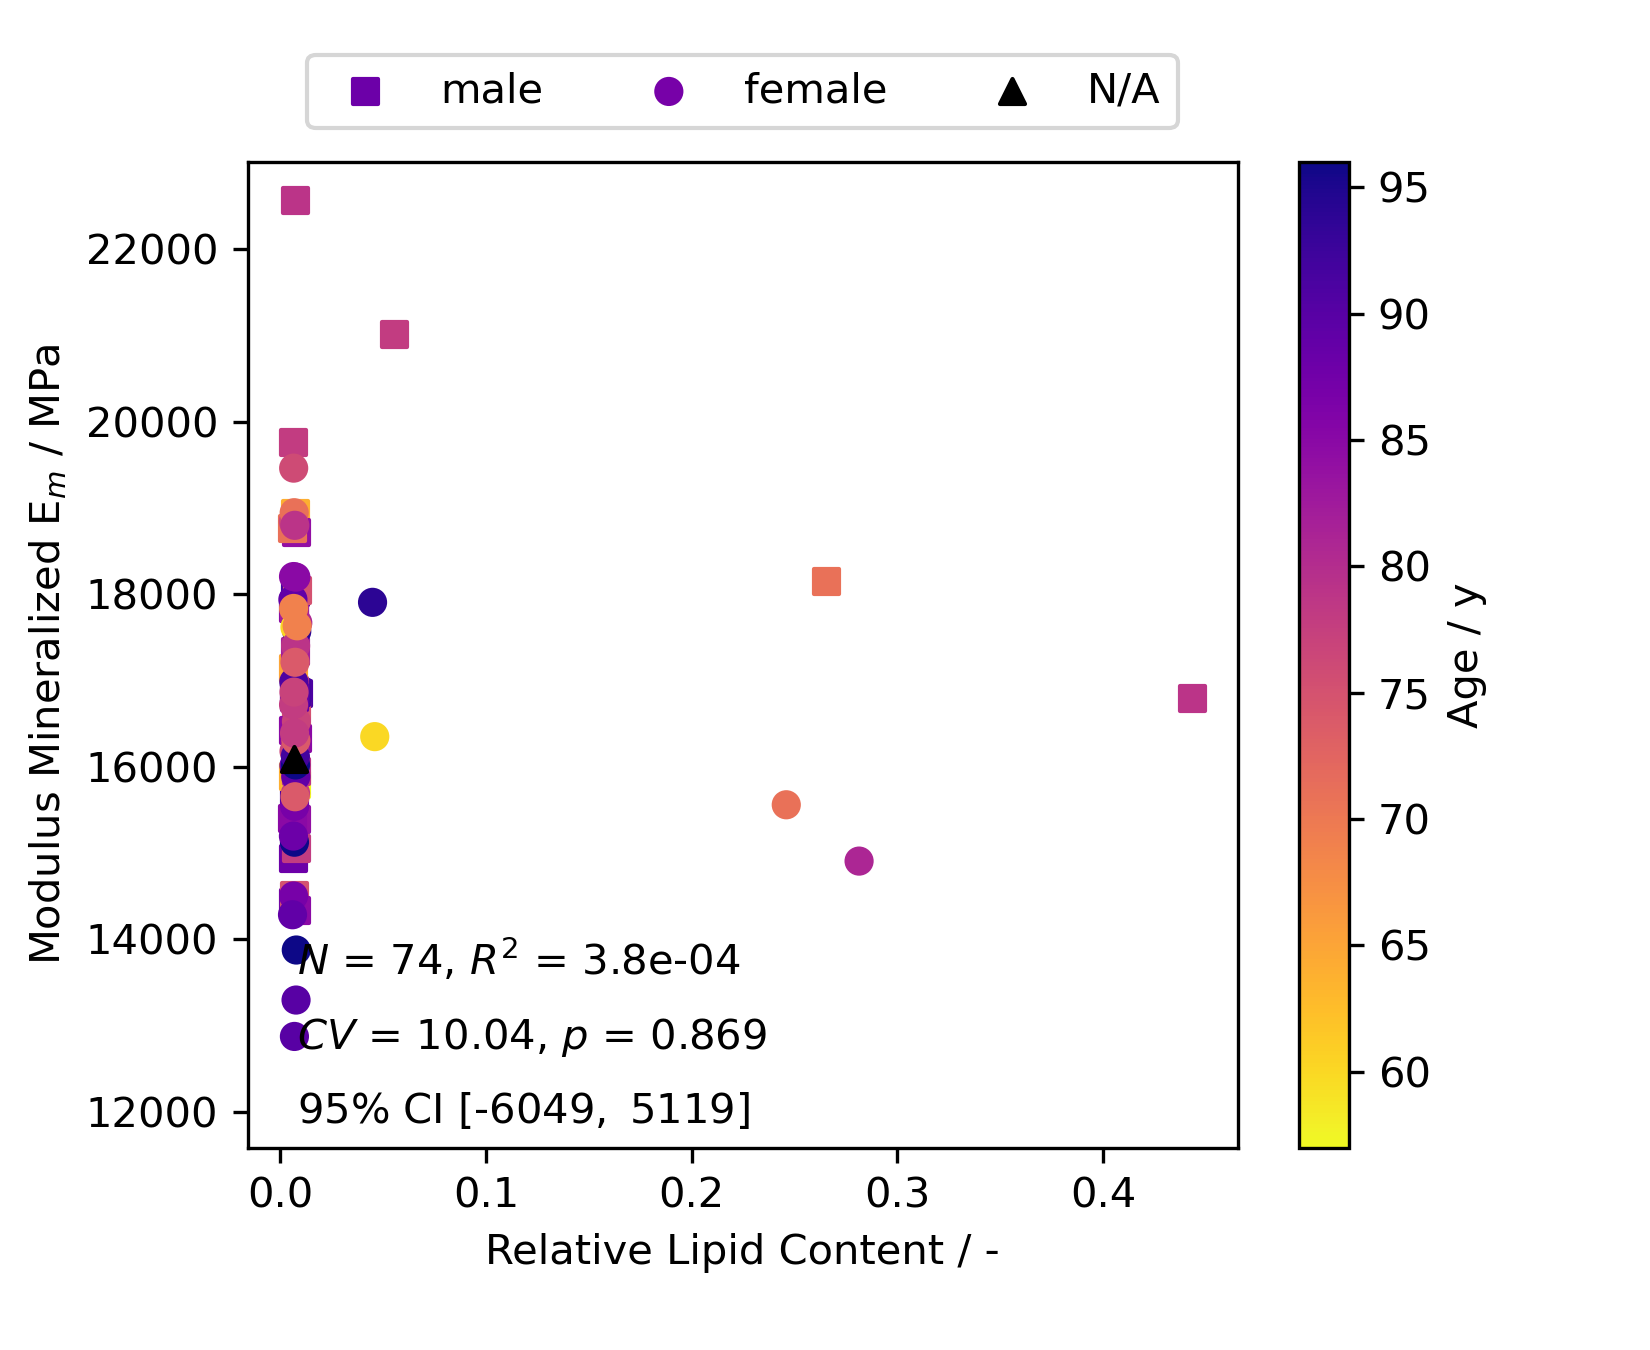 male female N/A
22000
20000
18000
16000
14000
12000
Modulus Mineralized Eₘ / MPa
N = 74, R² = 3.8e-04
CV = 10.04, p = 0.869
95% CI [-6049, 5119]
0.0 0.1 0.2 0.3 0.4
Relative Lipid Content / -
95
90
85
80
75
70
65
60
Age / y